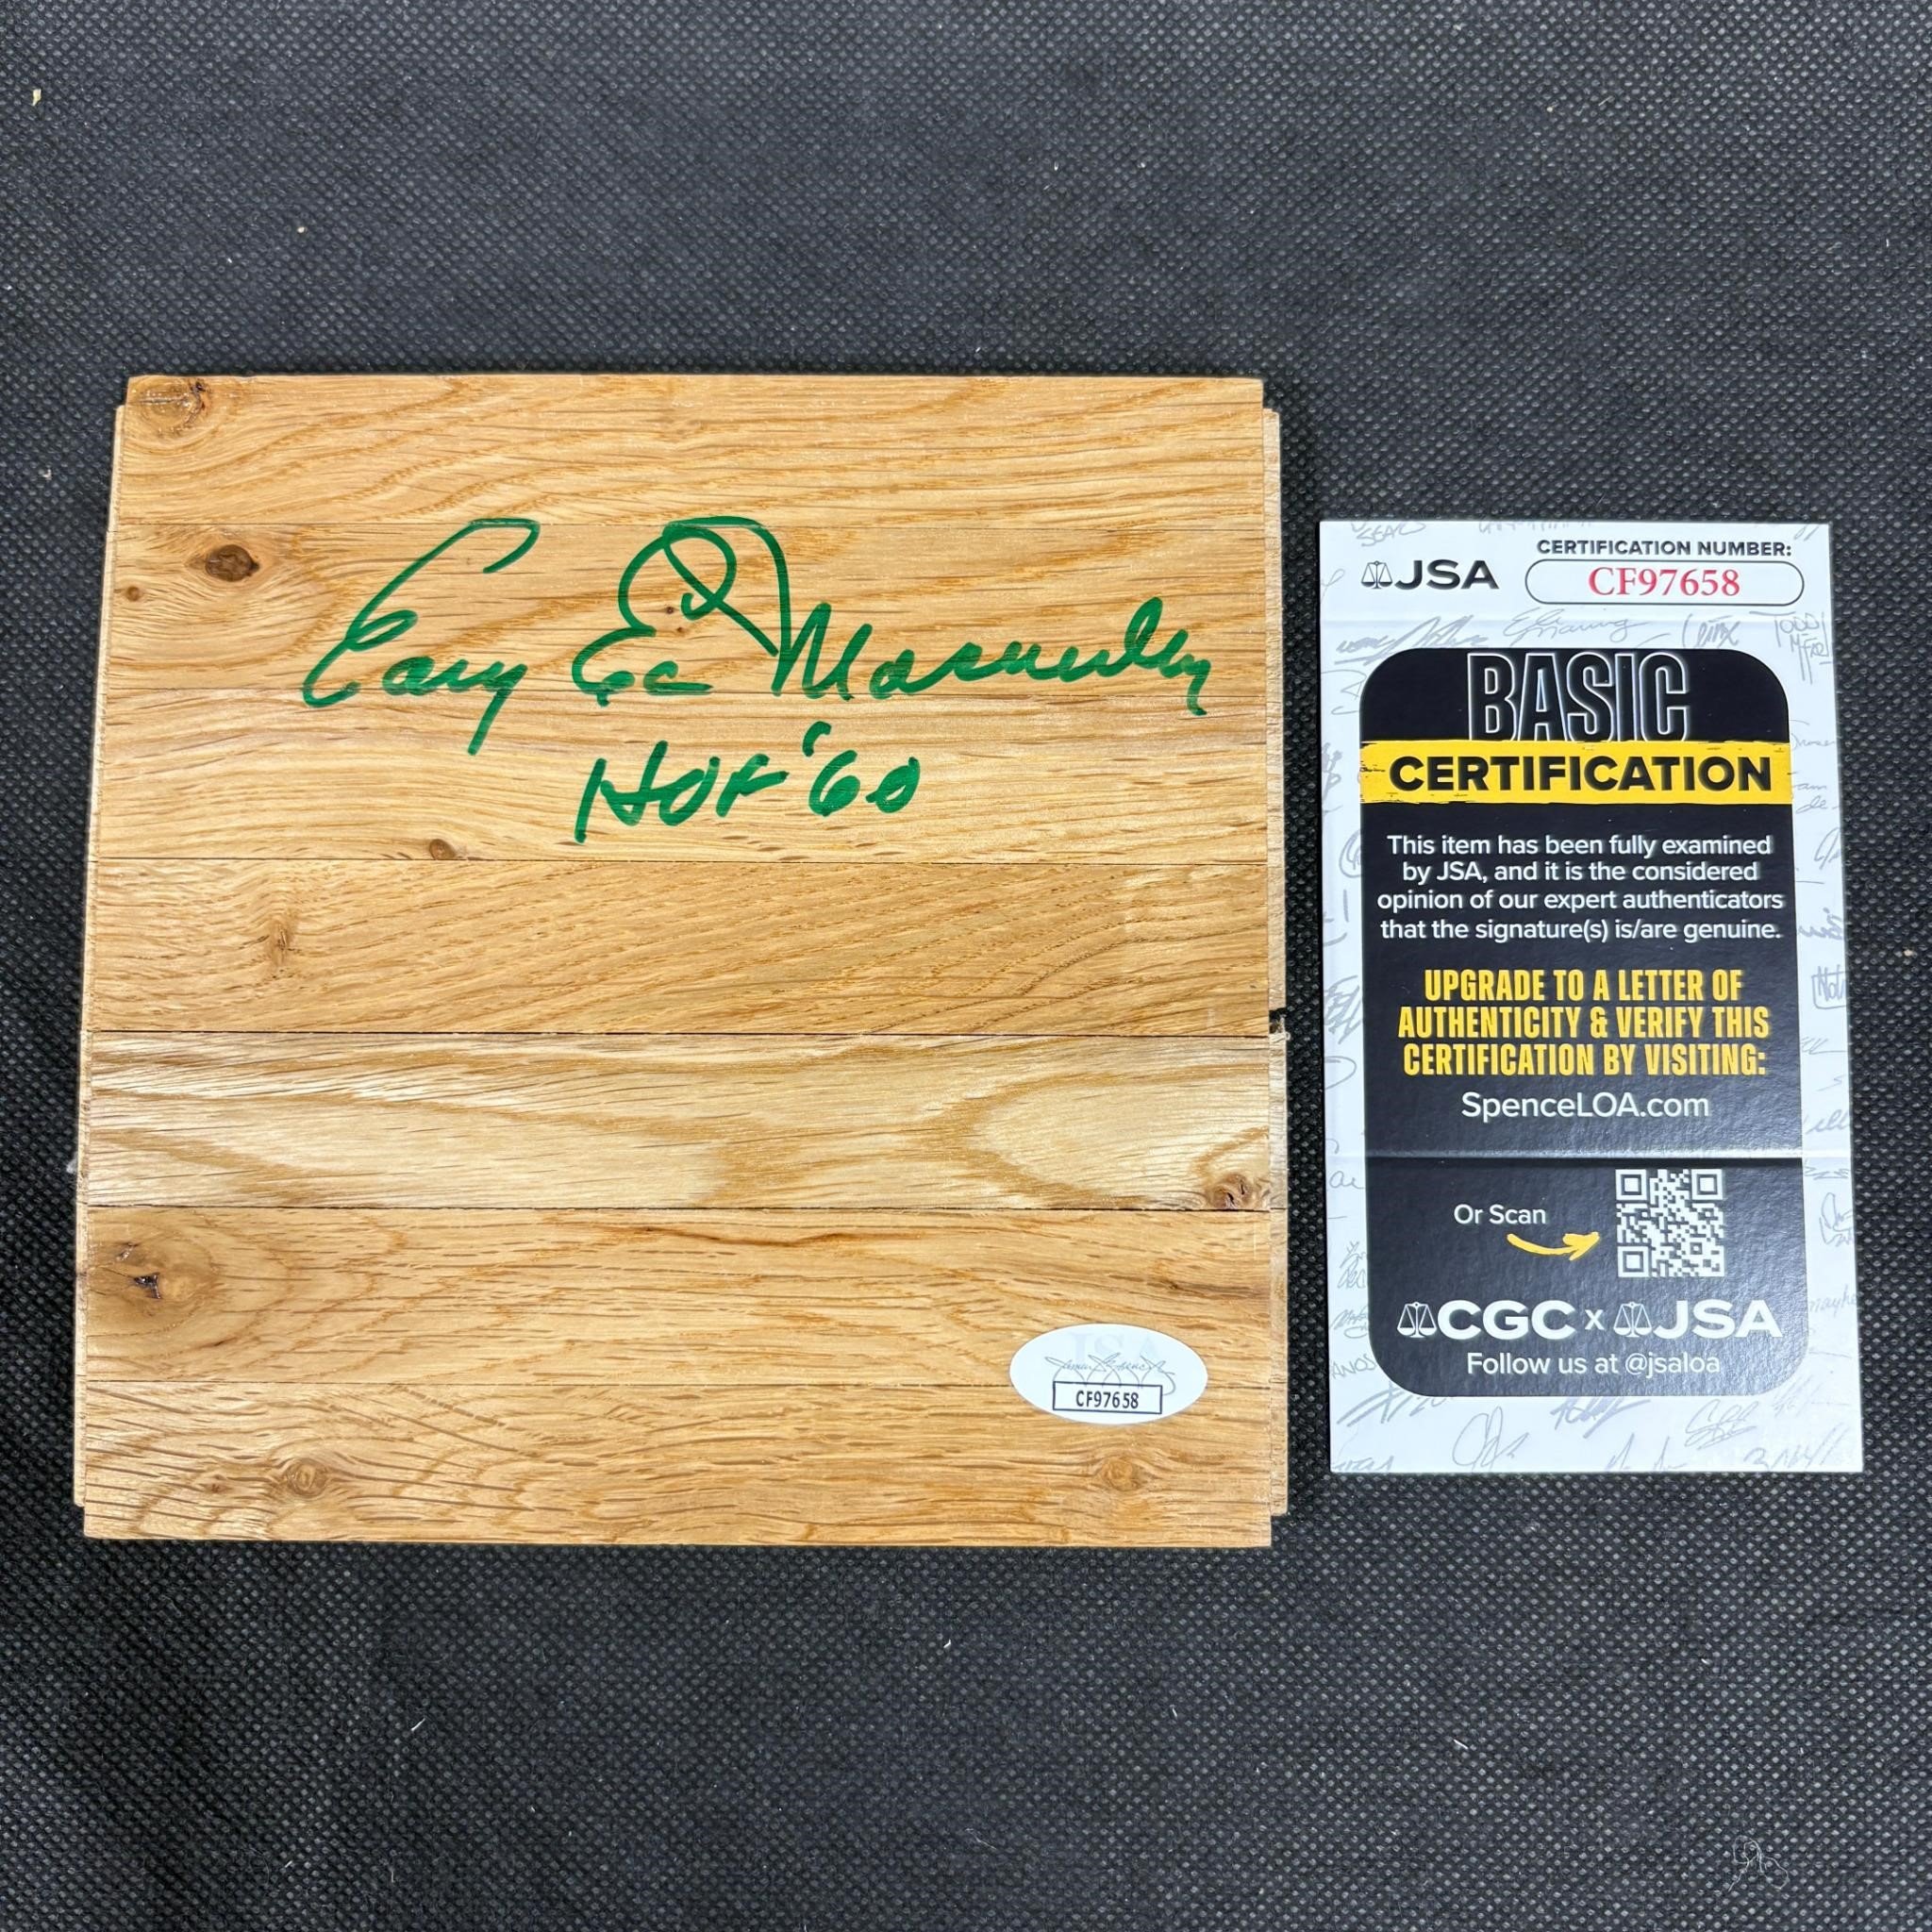 Easy Ed Macauley
HOF '60
CF97658
JSA
CERTIFICATION NUMBER:
CF97658
BASIC
CERTIFICATION
This item has been fully examined
by JSA, and it is the considered
opinion of our expert authenticators
that the signature(s) is/are genuine.
UPGRADE TO A LETTER OF
AUTHENTICITY & VERIFY THIS
CERTIFICATION BY VISITING:
SpenceLOA.com
Or Scan
CGC x JSA
Follow us at @jsaloa